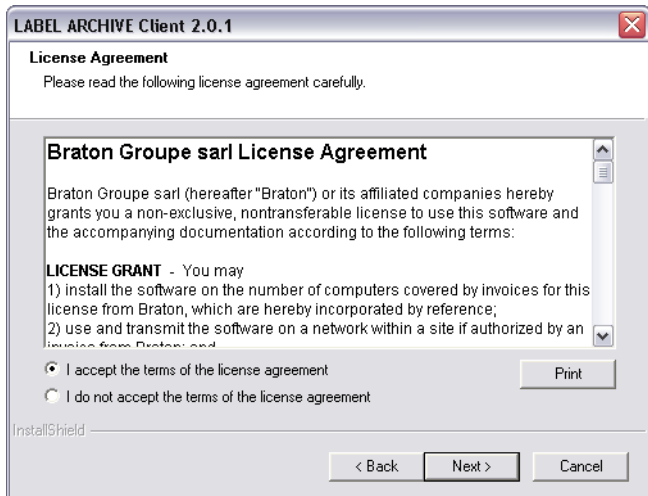 LABEL ARCHIVE Client 2.0.1
License Agreement
Please read the following license agreement carefully.
Braton Groupe sarl License Agreement
Braton Groupe sarl (hereafter "Braton") or its affiliated companies hereby
grants you a non-exclusive, nontransferable license to use this software and
the accompanying documentation according to the following terms:
LICENSE GRANT - You may
1) install the software on the number of computers covered by invoices for this
license from Braton, which are hereby incorporated by reference;
2) use and transmit the software on a network within a site if authorized by an
invoice from Braton; and
I accept the terms of the license agreement
Print
I do not accept the terms of the license agreement
InstallShield
< Back
Next >
Cancel